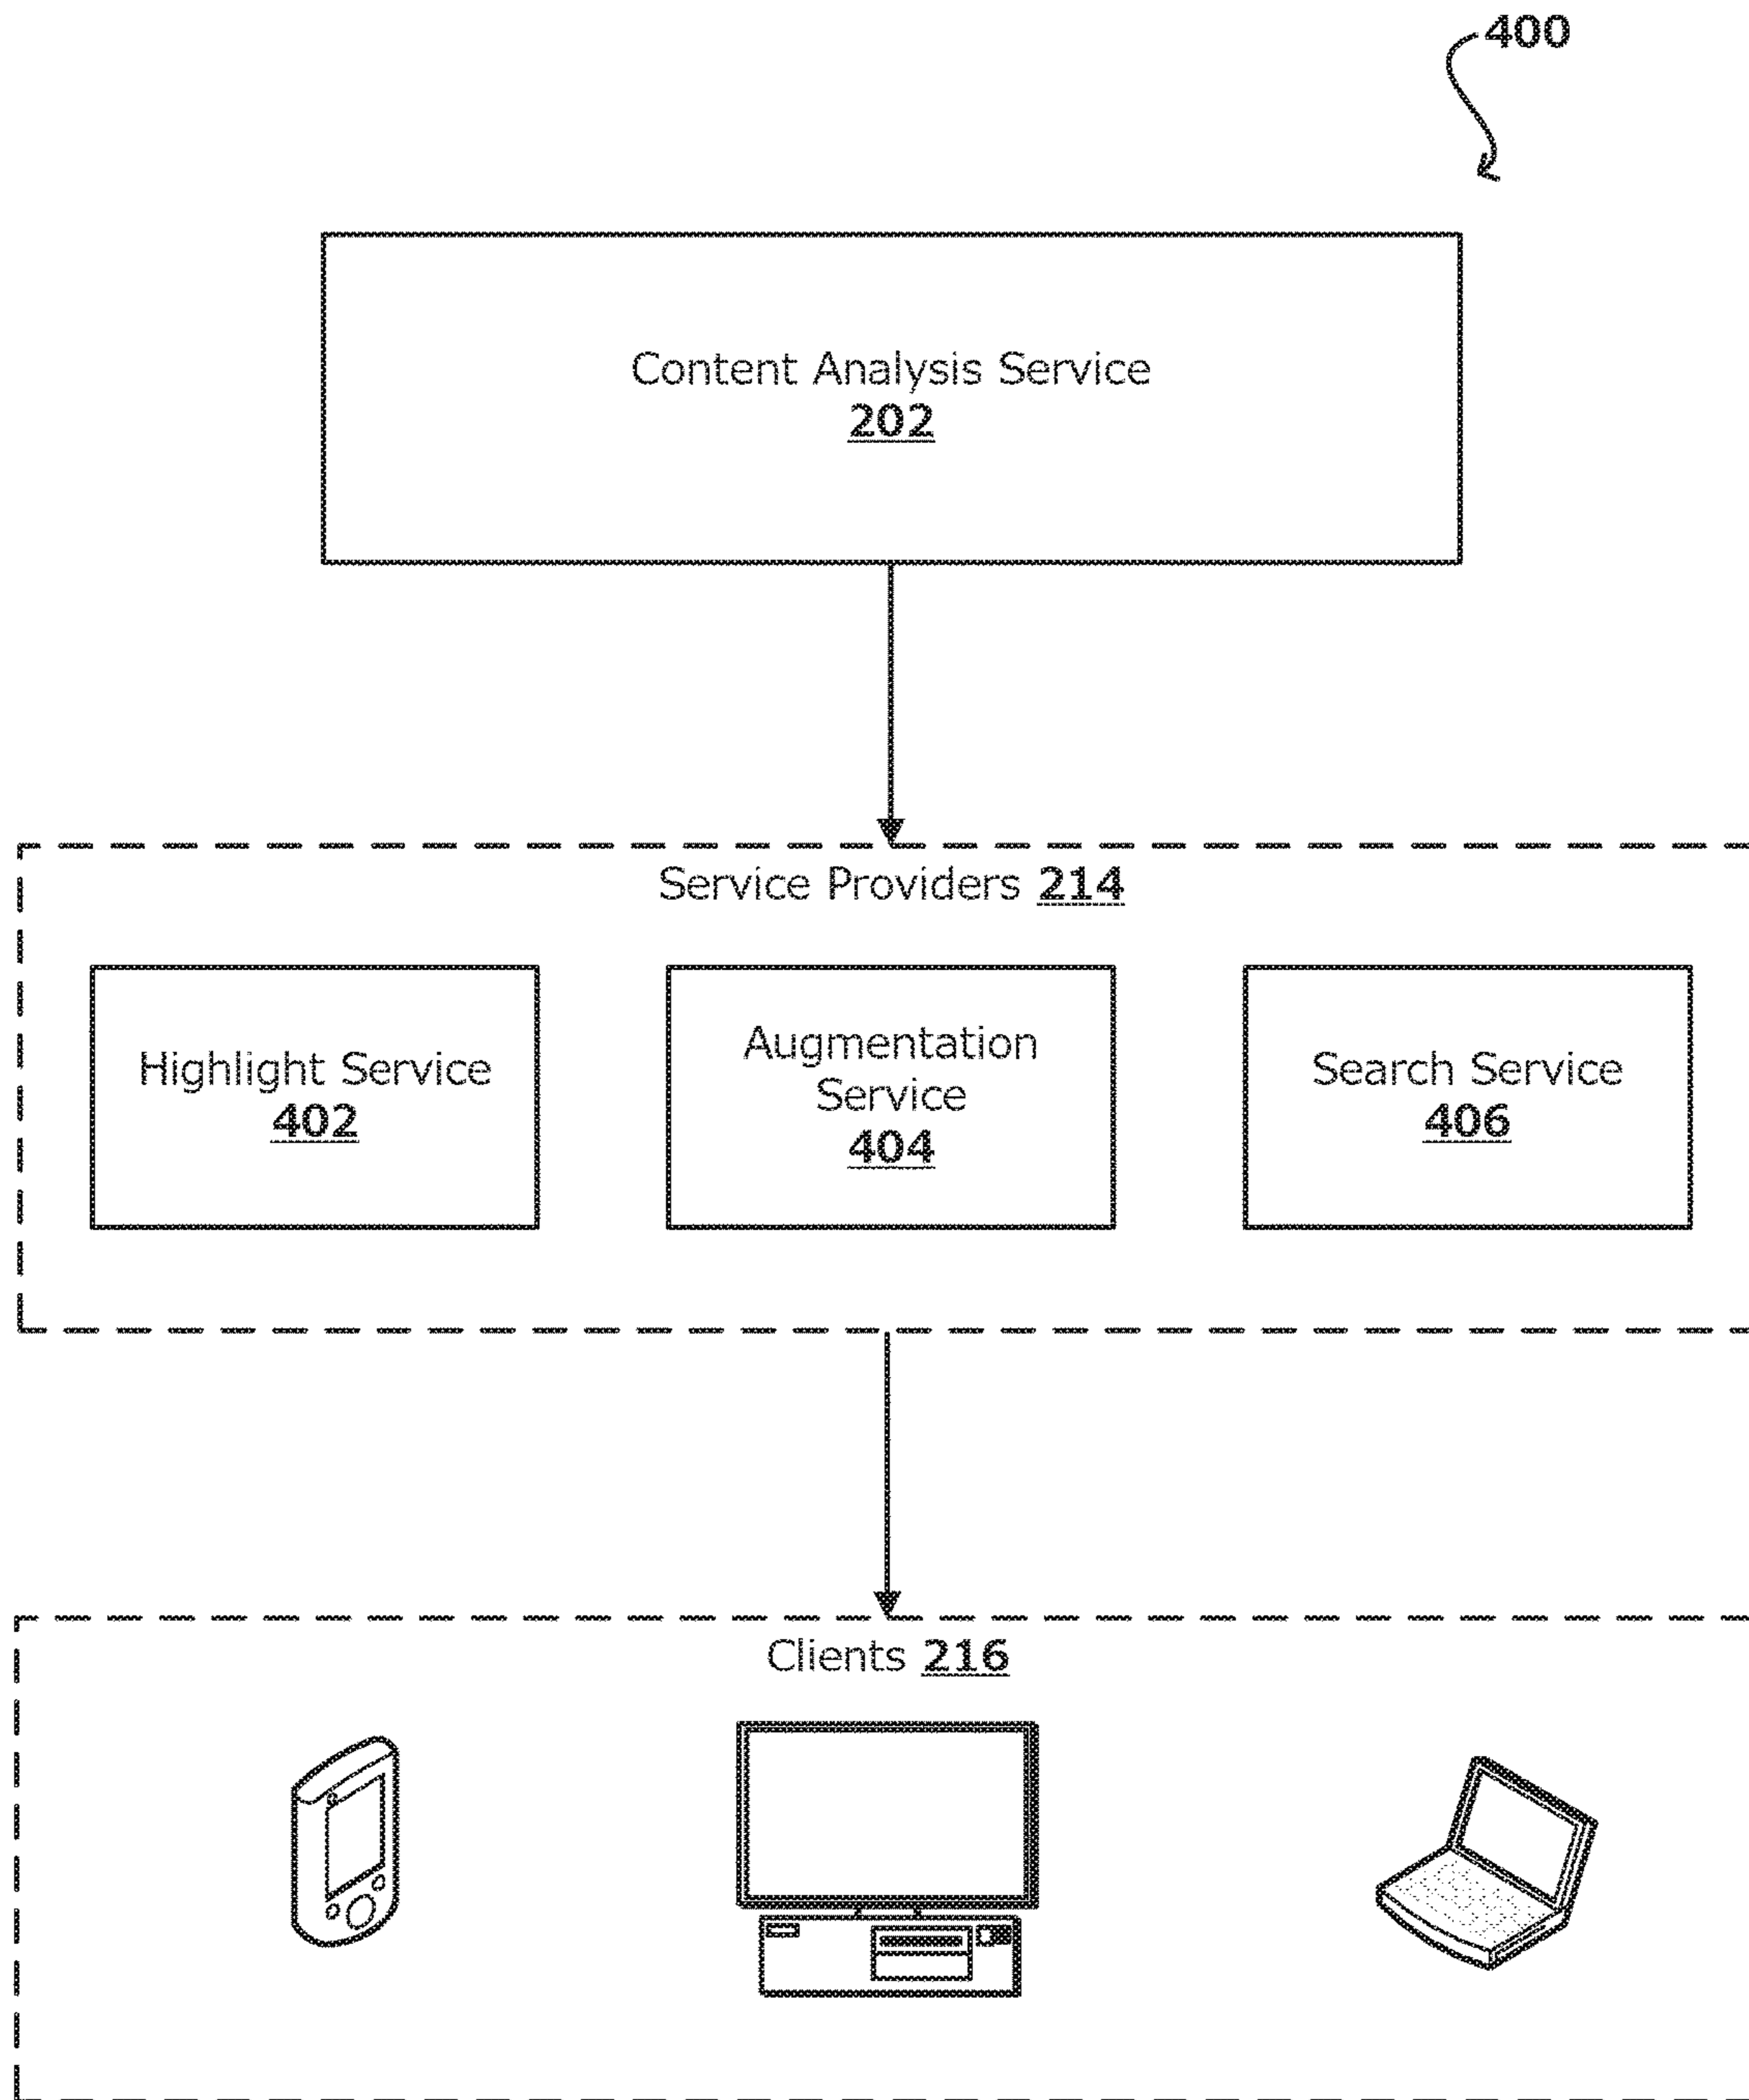 400
Content Analysis Service
202
Service Providers 214
Highlight Service
402
Augmentation
Service
404
Search Service
406
Clients 216